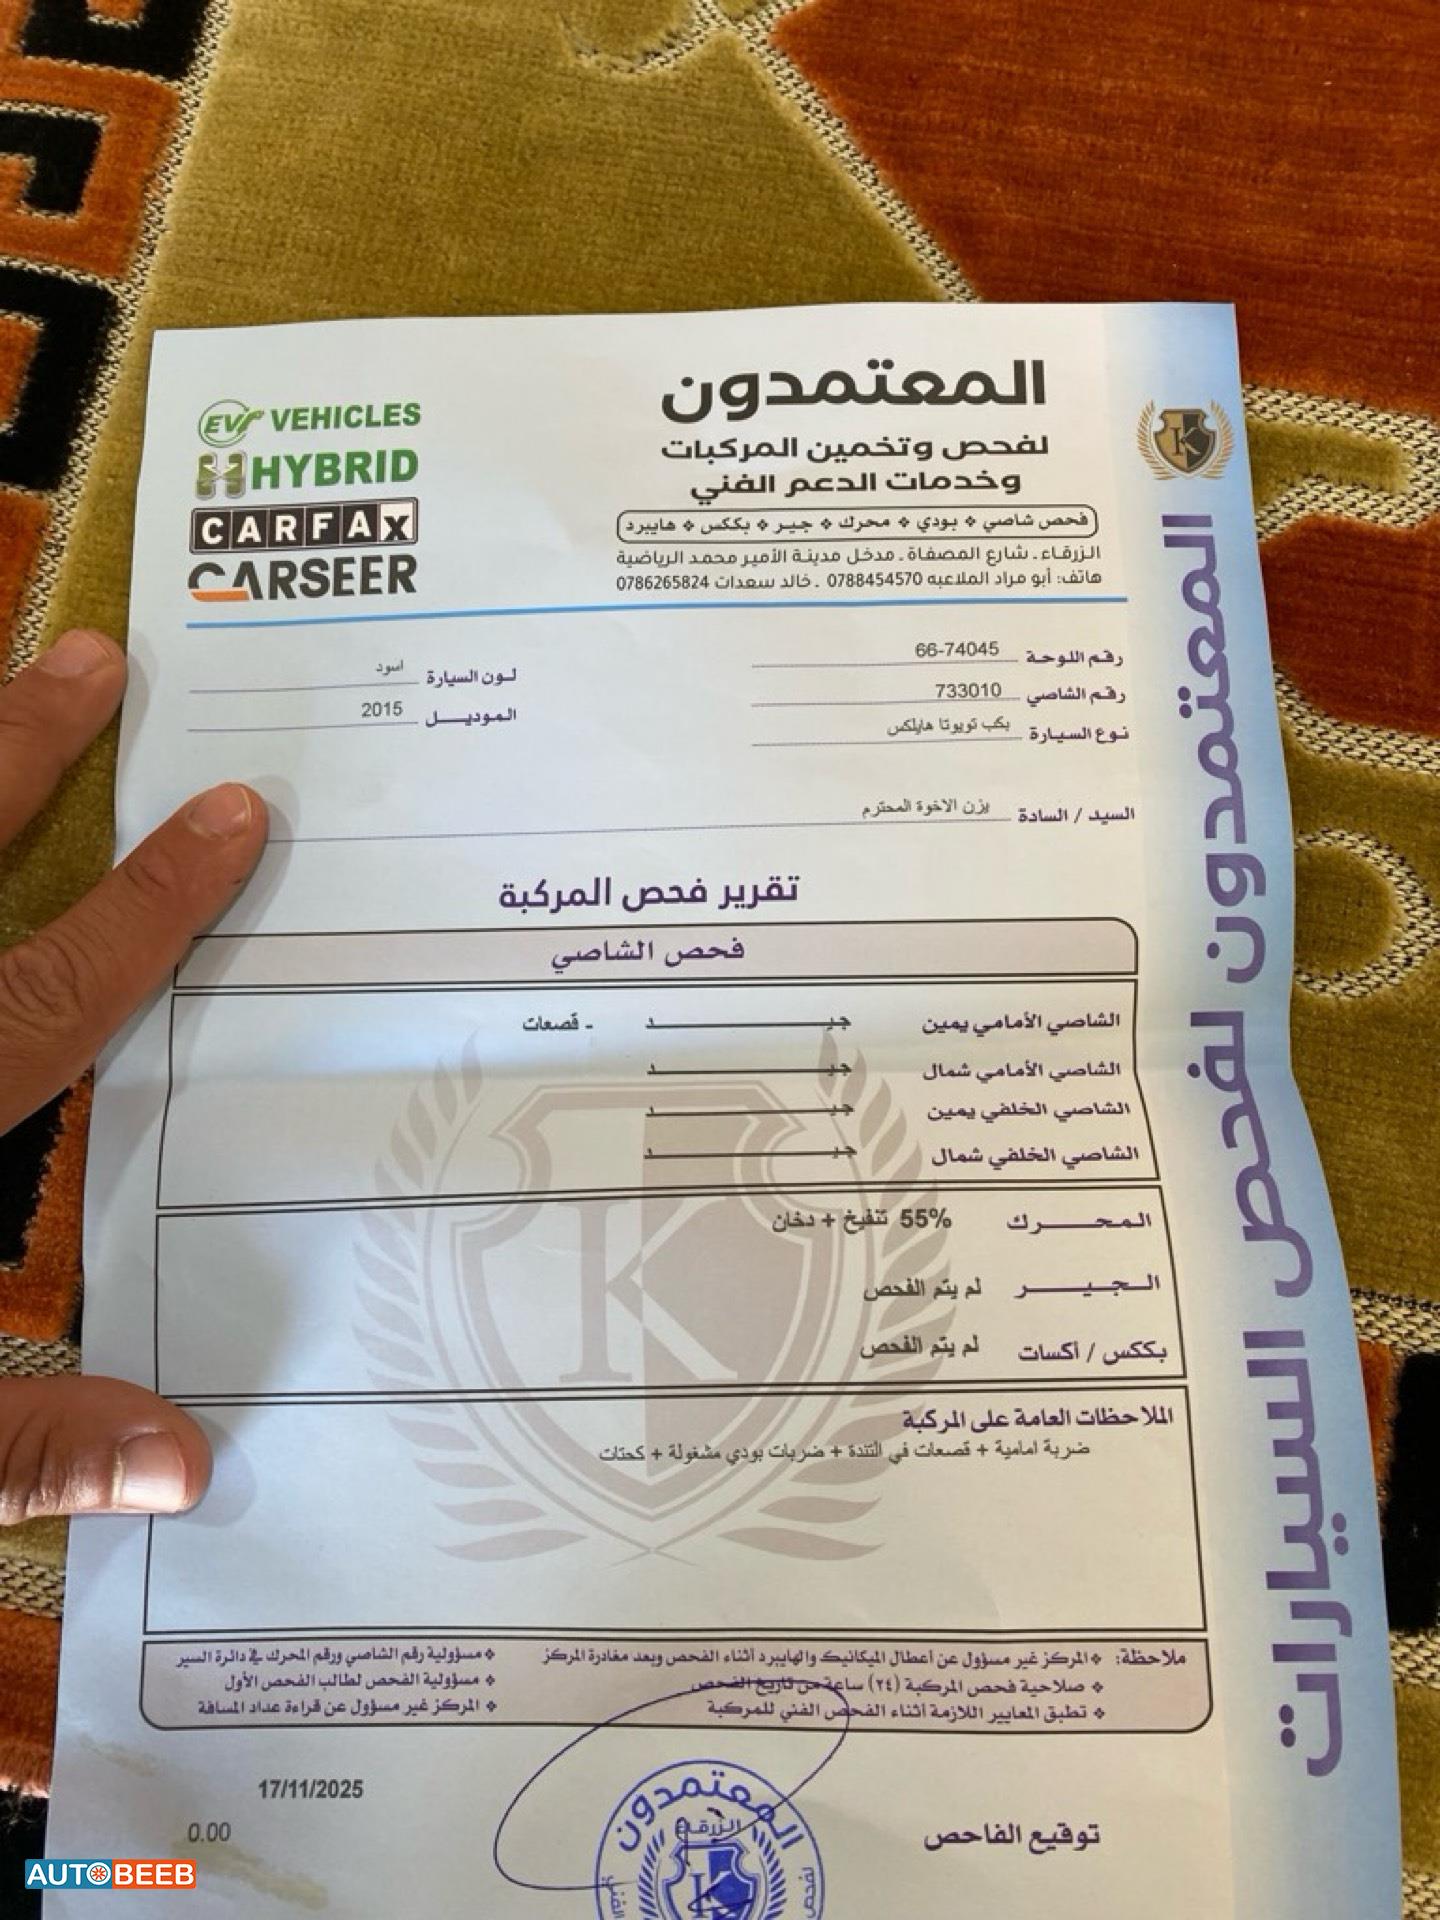 المعتمدون
لفحص وتخمين المركبات
وخدمات الدعم الفني
فحص شاصي ❖ بودي ❖ محرك ❖ جير ❖ بككس ❖ هايبرد
الزرقاء ـ شارع المصفاة ـ مدخل مدينة الأمير محمد الرياضية
هاتف: أبو مراد الملاعبه 0788454570 ـ خالد سعدات 0786265824
EV VEHICLES
HYBRID
CARFAX
CARSEER
K
رقم اللوحة 66-74045
لون السيارة اسود
رقم الشاصي 733010
الموديل 2015
نوع السيارة بكب تويوتا هايلكس
السيد / السادة يزن الاخوة المحترم
تقرير فحص المركبة
فحص الشاصي
الشاصي الأمامي يمين جيد - قصعات
الشاصي الأمامي شمال جيد
الشاصي الخلفي يمين جيد
الشاصي الخلفي شمال جيد
المحرك 55% تنفيخ + دخان
الجير لم يتم الفحص
بككس / أكسات لم يتم الفحص
الملاحظات العامة على المركبة
ضربة امامية + قصعات في التندة + ضربات بودي مشغولة + كحتات
K
ملاحظة: ❖ المركز غير مسؤول عن أعطال الميكانيك والهايبرد أثناء الفحص وبعد مغادرة المركز
❖ صلاحية فحص المركبة (٢٤) ساعة من تاريخ الفحص
❖ تطبق المعايير اللازمة أثناء الفحص الفني للمركبة
❖ مسؤولية رقم الشاصي ورقم المحرك في دائرة السير
❖ مسؤولية الفحص لطالب الفحص الأول
❖ المركز غير مسؤول عن قراءة عداد المسافة
17/11/2025
0.00
توقيع الفاحص
المعتمدون
الزرقاء
K
المعتمدون لفحص السيارات
AUTOBEEB